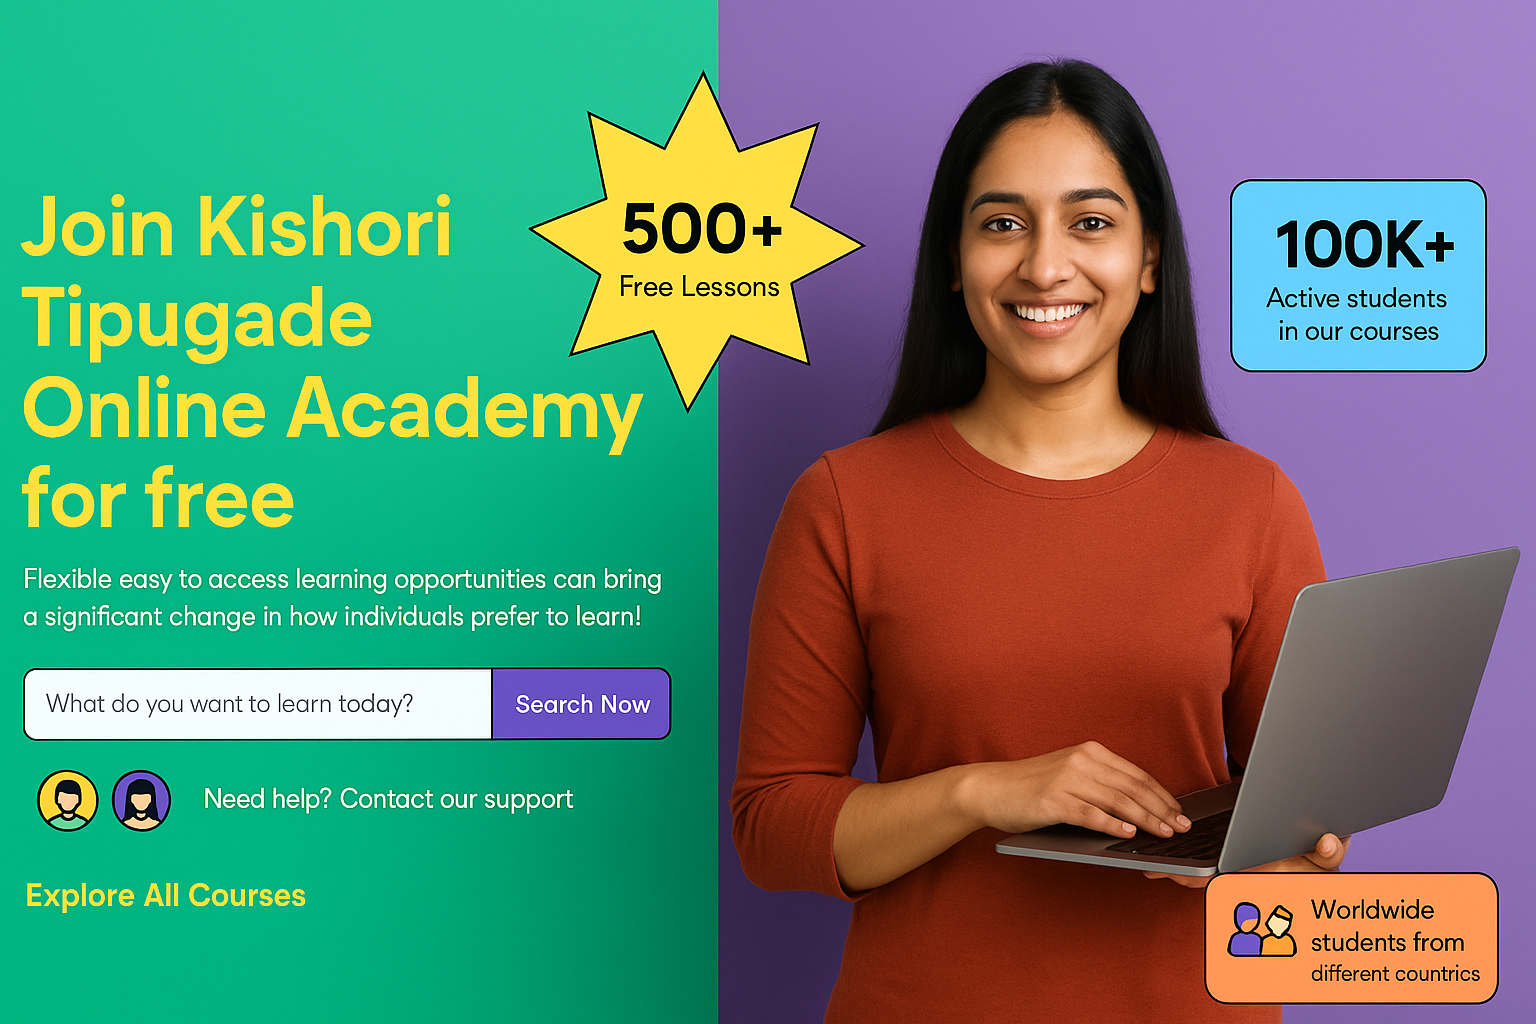 Join Kishori
Tipugade
Online Academy
for free
500+
Free Lessons
100K+
Active students
in our courses
Flexible easy to access learning opportunities can bring
a significant change in how individuals prefer to learn!
What do you want to learn today?
Search Now
Need help? Contact our support
Explore All Courses
Worldwide
students from
different countrics